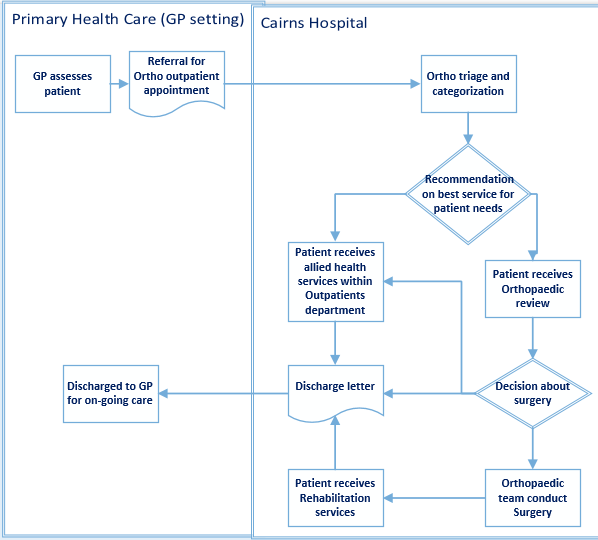 Primary Health Care (GP setting)
Cairns Hospital
GP assesses
patient
Referral for
Ortho outpatient
appointment
Ortho triage and
categorization
Recommendation
on best service for
patient needs
Patient receives
allied health
services within
Outpatients
department
Patient receives
Orthopaedic
review
Discharged to GP
for on-going care
Discharge letter
Decision about
surgery
Patient receives
Rehabilitation
services
Orthopaedic
team conduct
Surgery